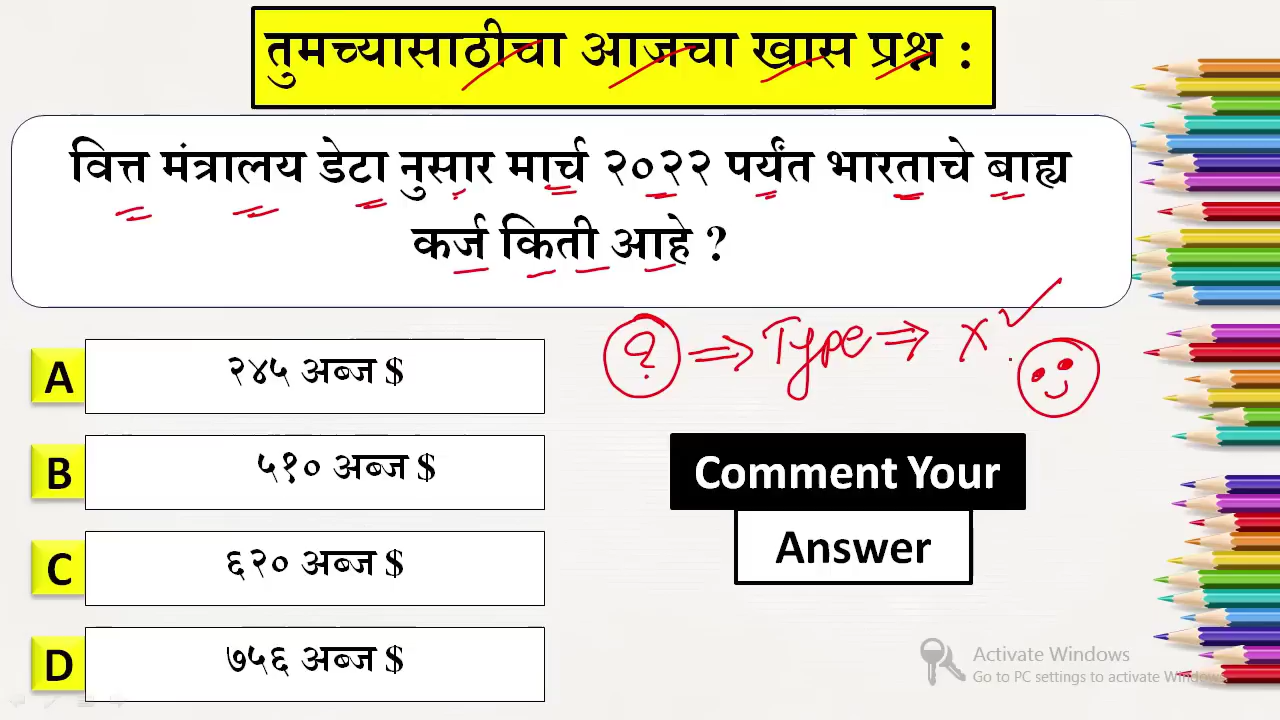 तुमच्यासाठीचा आजचा खास प्रश्न :
वित्त मंत्रालय डेटा नुसार मार्च २०२२ पर्यंत भारताचे बाह्य
कर्ज किती आहे ?
? ⇒ Type ⇒ X ✓
A २४५ अब्ज $
B ५१० अब्ज $
C ६२० अब्ज $
D ७५६ अब्ज $
Comment Your
Answer
Activate Windows
Go to PC settings to activate Windows